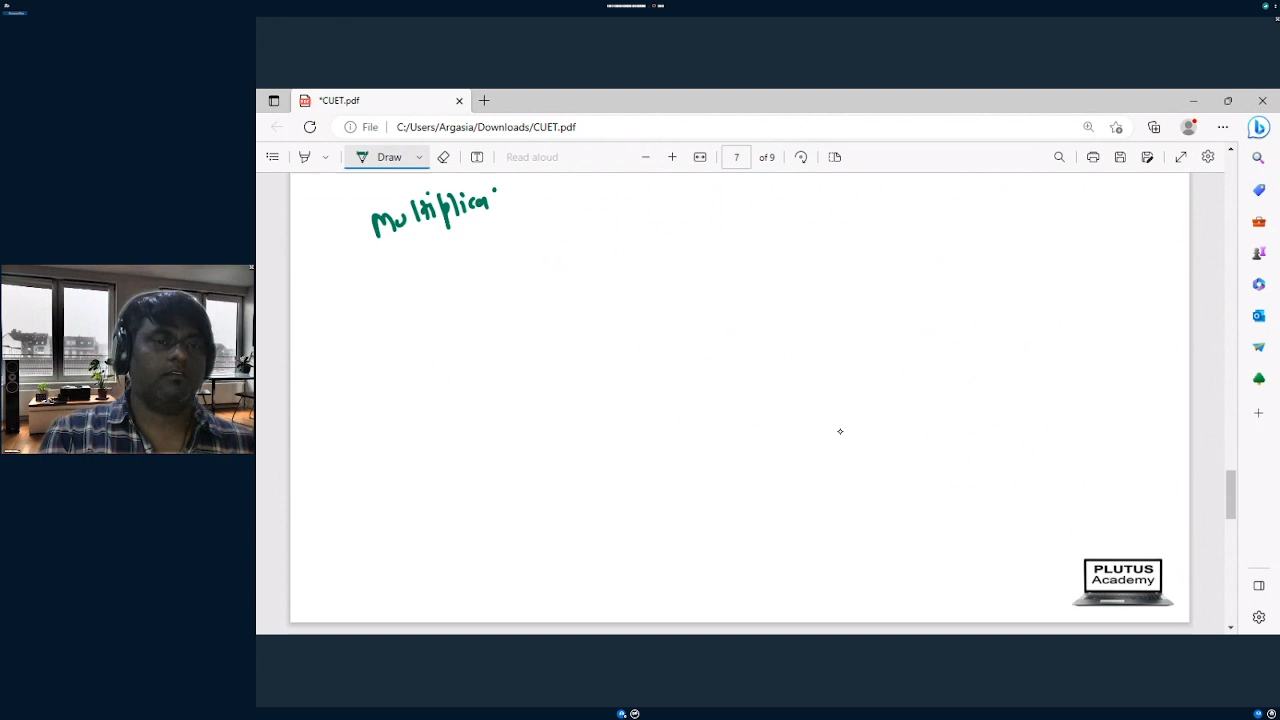 *CUET.pdf
File
C:/Users/Argasia/Downloads/CUET.pdf
Draw
Read aloud
7
of 9
Multiplica
PLUTUS
Academy